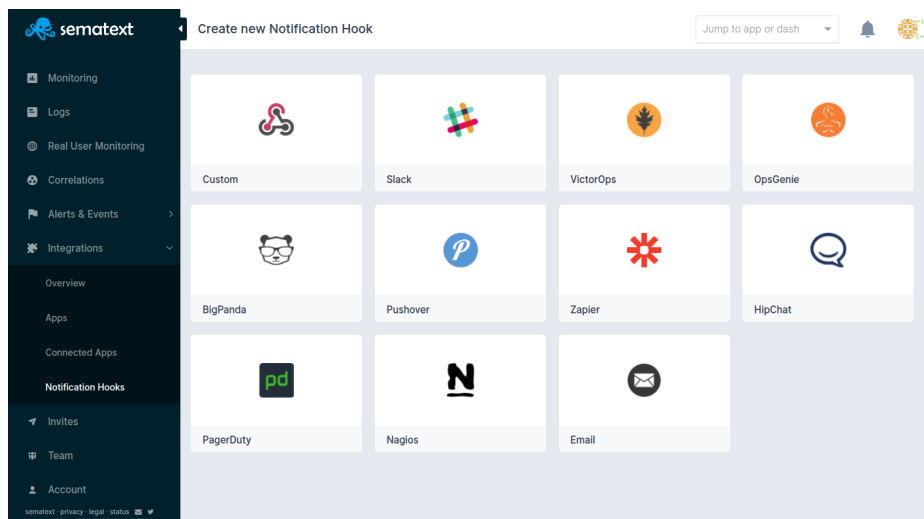 sematext
Create new Notification Hook
Jump to app or dash
Monitoring
Logs
Real User Monitoring
Correlations
Alerts & Events
Integrations
Overview
Apps
Connected Apps
Notification Hooks
Invites
Team
Account
sematext · privacy · legal · status
Custom
Slack
VictorOps
OpsGenie
BigPanda
P
Pushover
Zapier
HipChat
pd
PagerDuty
N
Nagios
Email